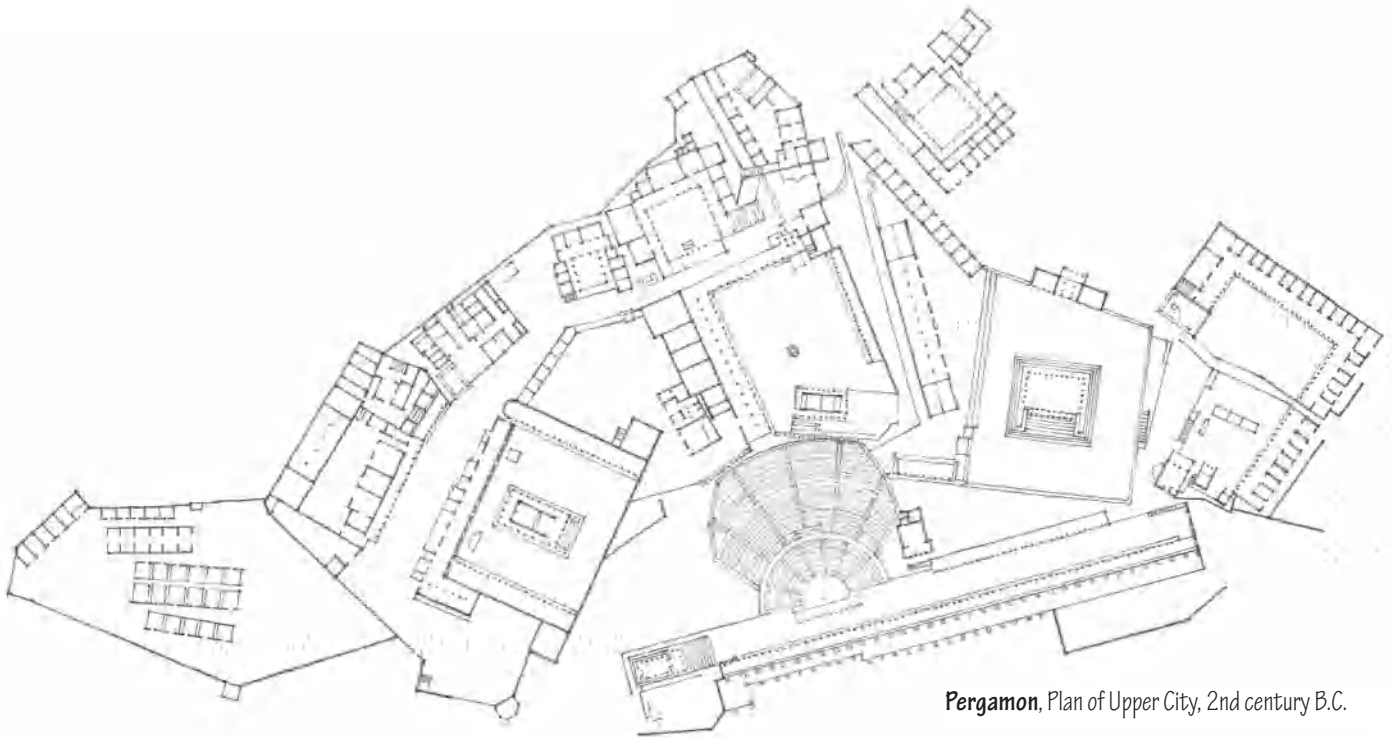 Pergamon, Plan of Upper City, 2nd century B.C.